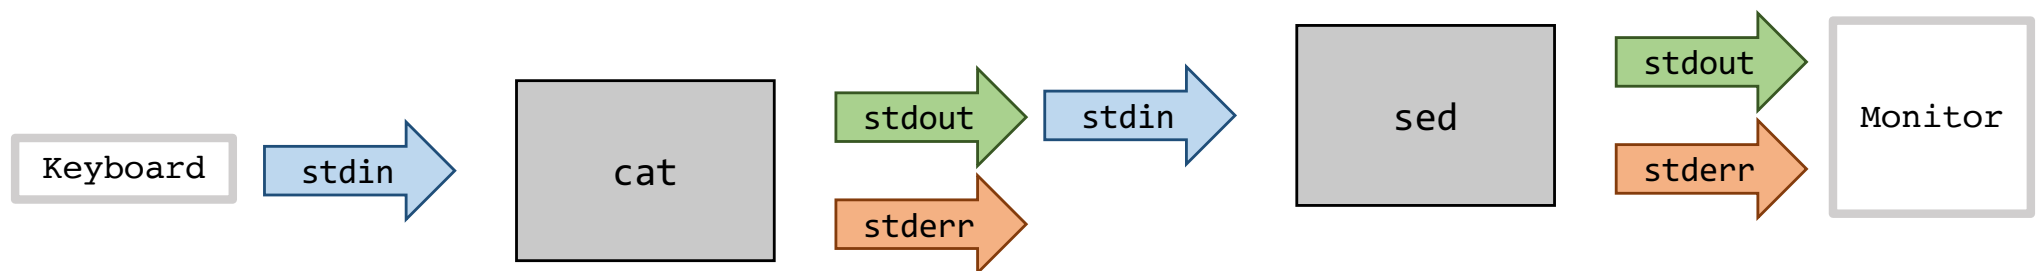 Keyboard
stdin
cat
stdout
stderr
stdin
sed
stdout
stderr
Monitor